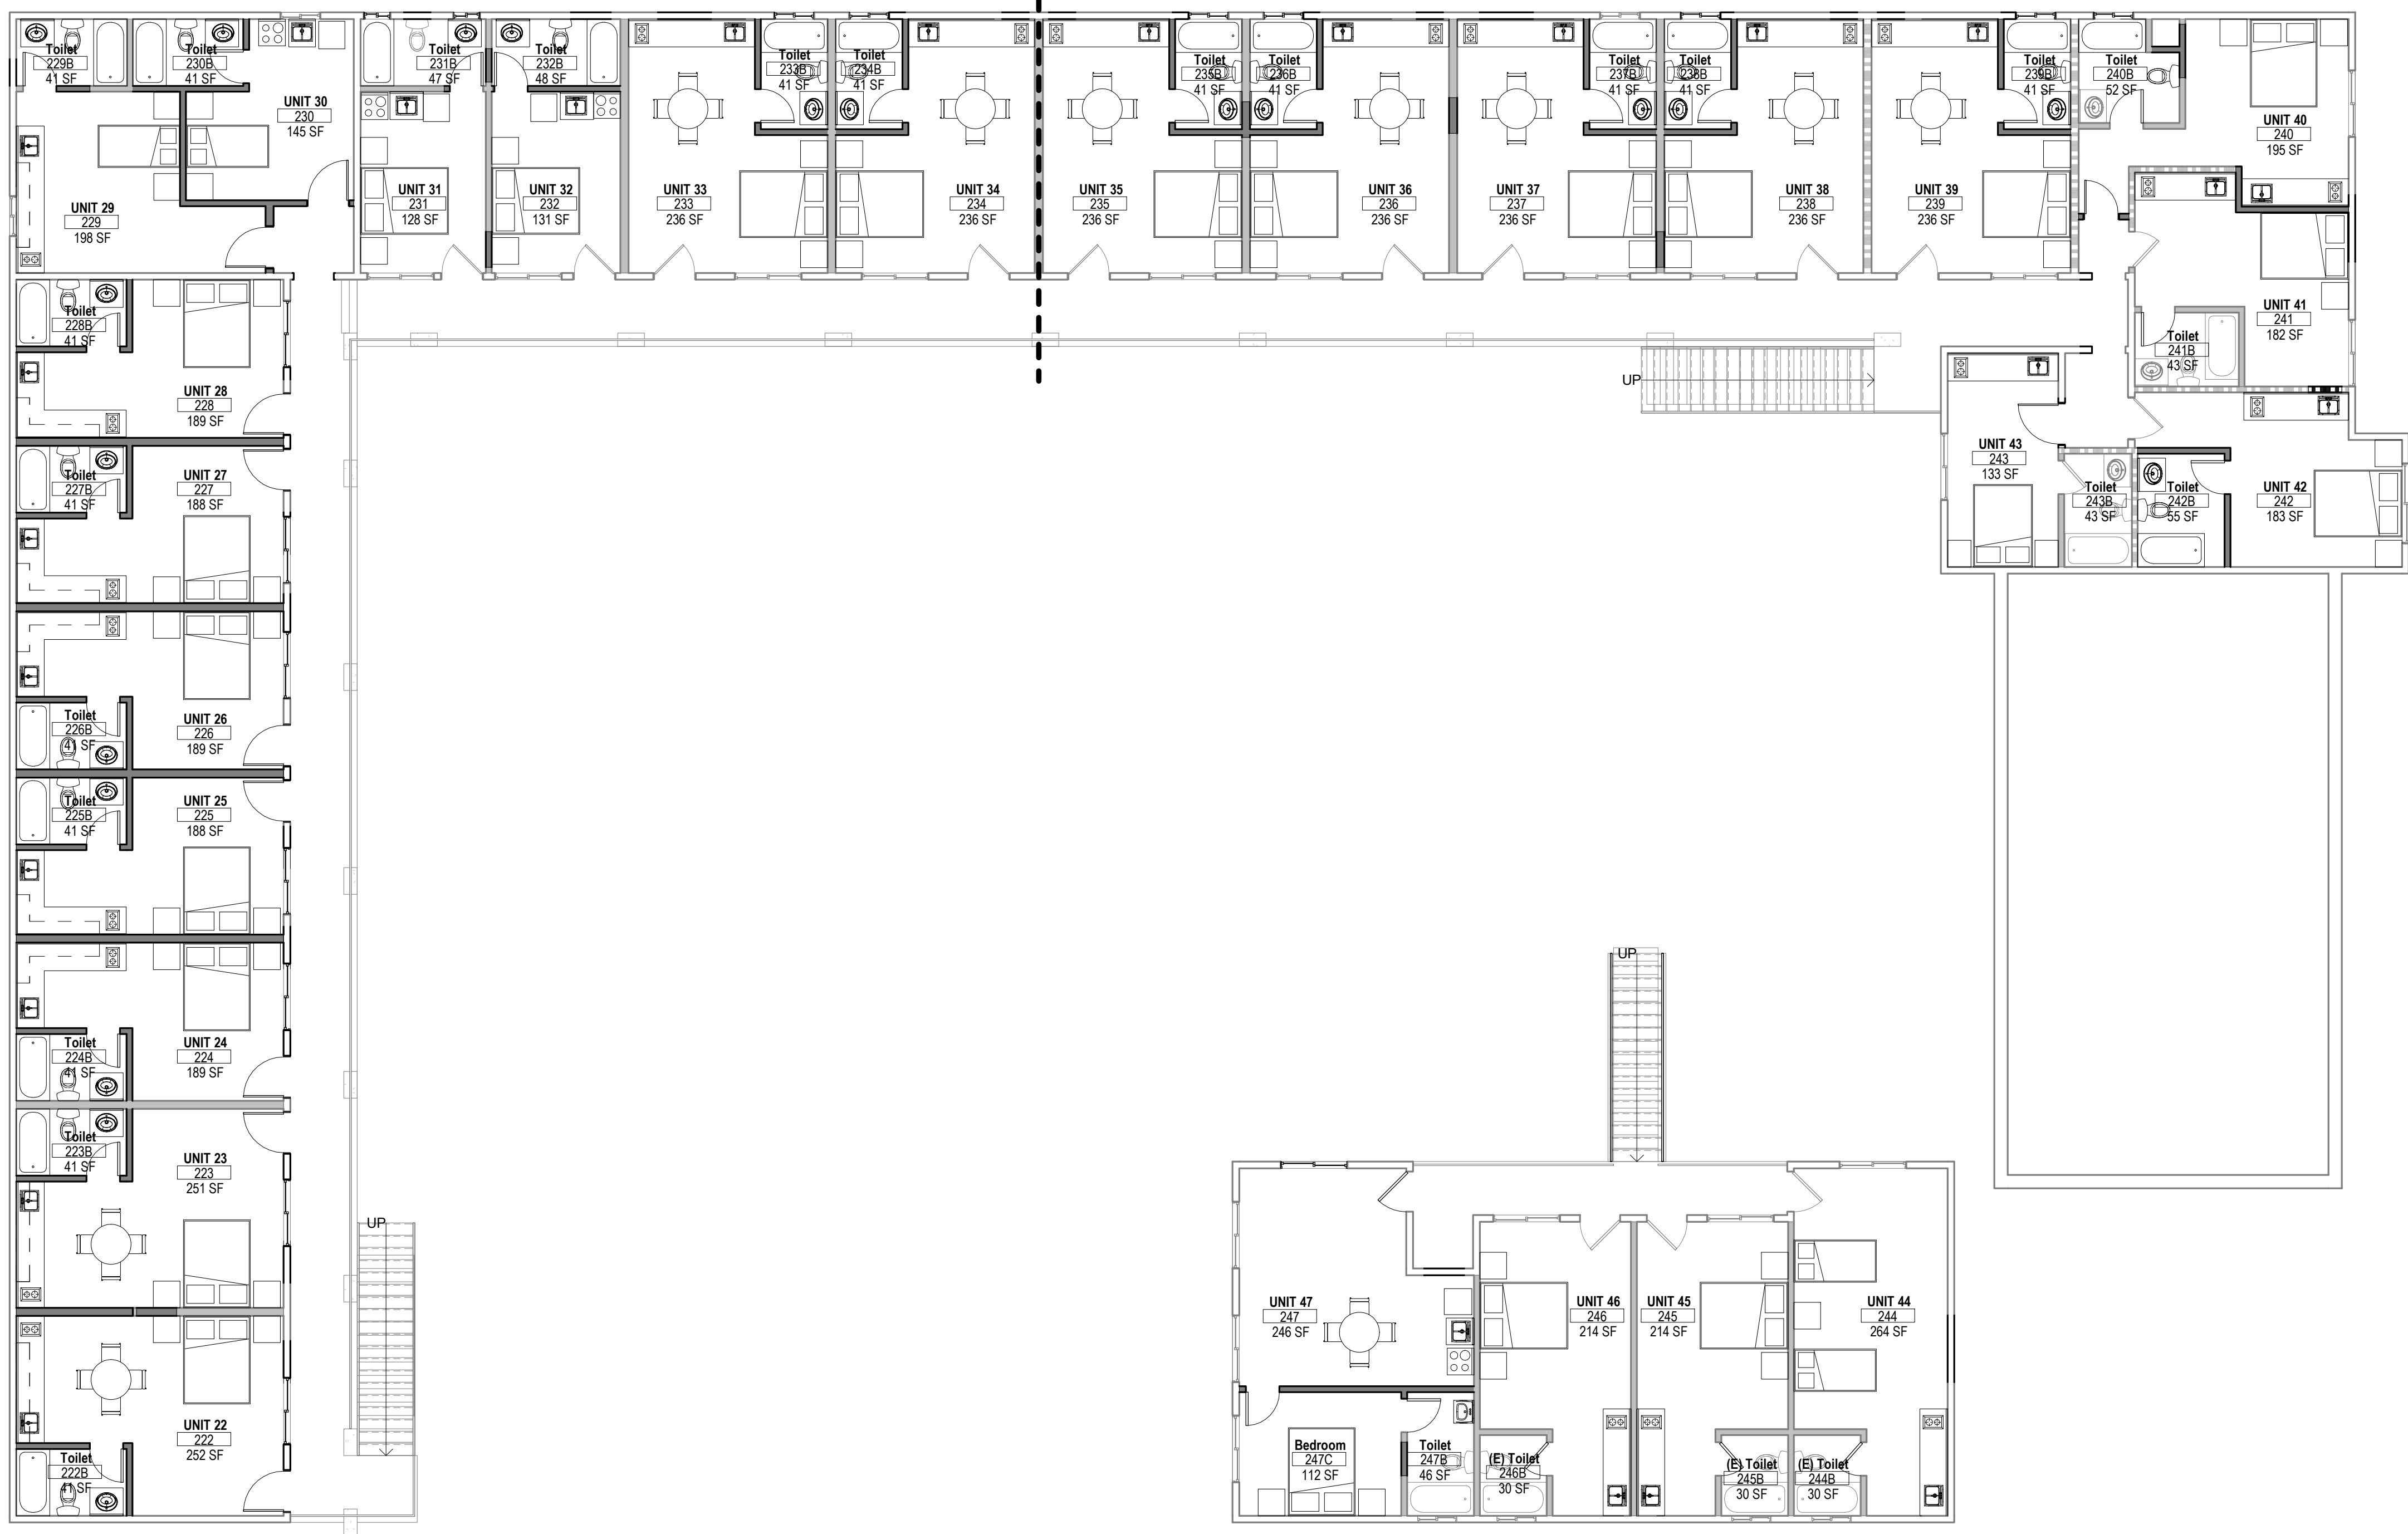 Toilet
229B
41 SF
Toilet
230B
41 SF
UNIT 30
230
145 SF
UNIT 29
229
198 SF
Toilet
231B
47 SF
UNIT 31
231
128 SF
Toilet
232B
48 SF
UNIT 32
232
131 SF
UNIT 33
233
236 SF
Toilet
233B
41 SF
Toilet
234B
41 SF
UNIT 34
234
236 SF
UNIT 35
235
236 SF
Toilet
235B
41 SF
Toilet
236B
41 SF
UNIT 36
236
236 SF
UNIT 37
237
236 SF
Toilet
237B
41 SF
Toilet
238B
41 SF
UNIT 38
238
236 SF
UNIT 39
239
236 SF
Toilet
239B
41 SF
Toilet
240B
52 SF
UNIT 40
240
195 SF
UNIT 41
241
182 SF
Toilet
241B
43 SF
UNIT 43
243
133 SF
Toilet
243B
43 SF
Toilet
242B
55 SF
UNIT 42
242
183 SF
UP
Toilet
228B
41 SF
UNIT 28
228
189 SF
Toilet
227B
41 SF
UNIT 27
227
188 SF
Toilet
226B
41 SF
UNIT 26
226
189 SF
Toilet
225B
41 SF
UNIT 25
225
188 SF
Toilet
224B
41 SF
UNIT 24
224
189 SF
Toilet
223B
41 SF
UNIT 23
223
251 SF
UNIT 22
222
252 SF
Toilet
222B
41 SF
UP
UP
UNIT 47
247
246 SF
UNIT 46
246
214 SF
UNIT 45
245
214 SF
UNIT 44
244
264 SF
Bedroom
247C
112 SF
Toilet
247B
46 SF
(E) Toilet
246B
30 SF
(E) Toilet
245B
30 SF
(E) Toilet
244B
30 SF